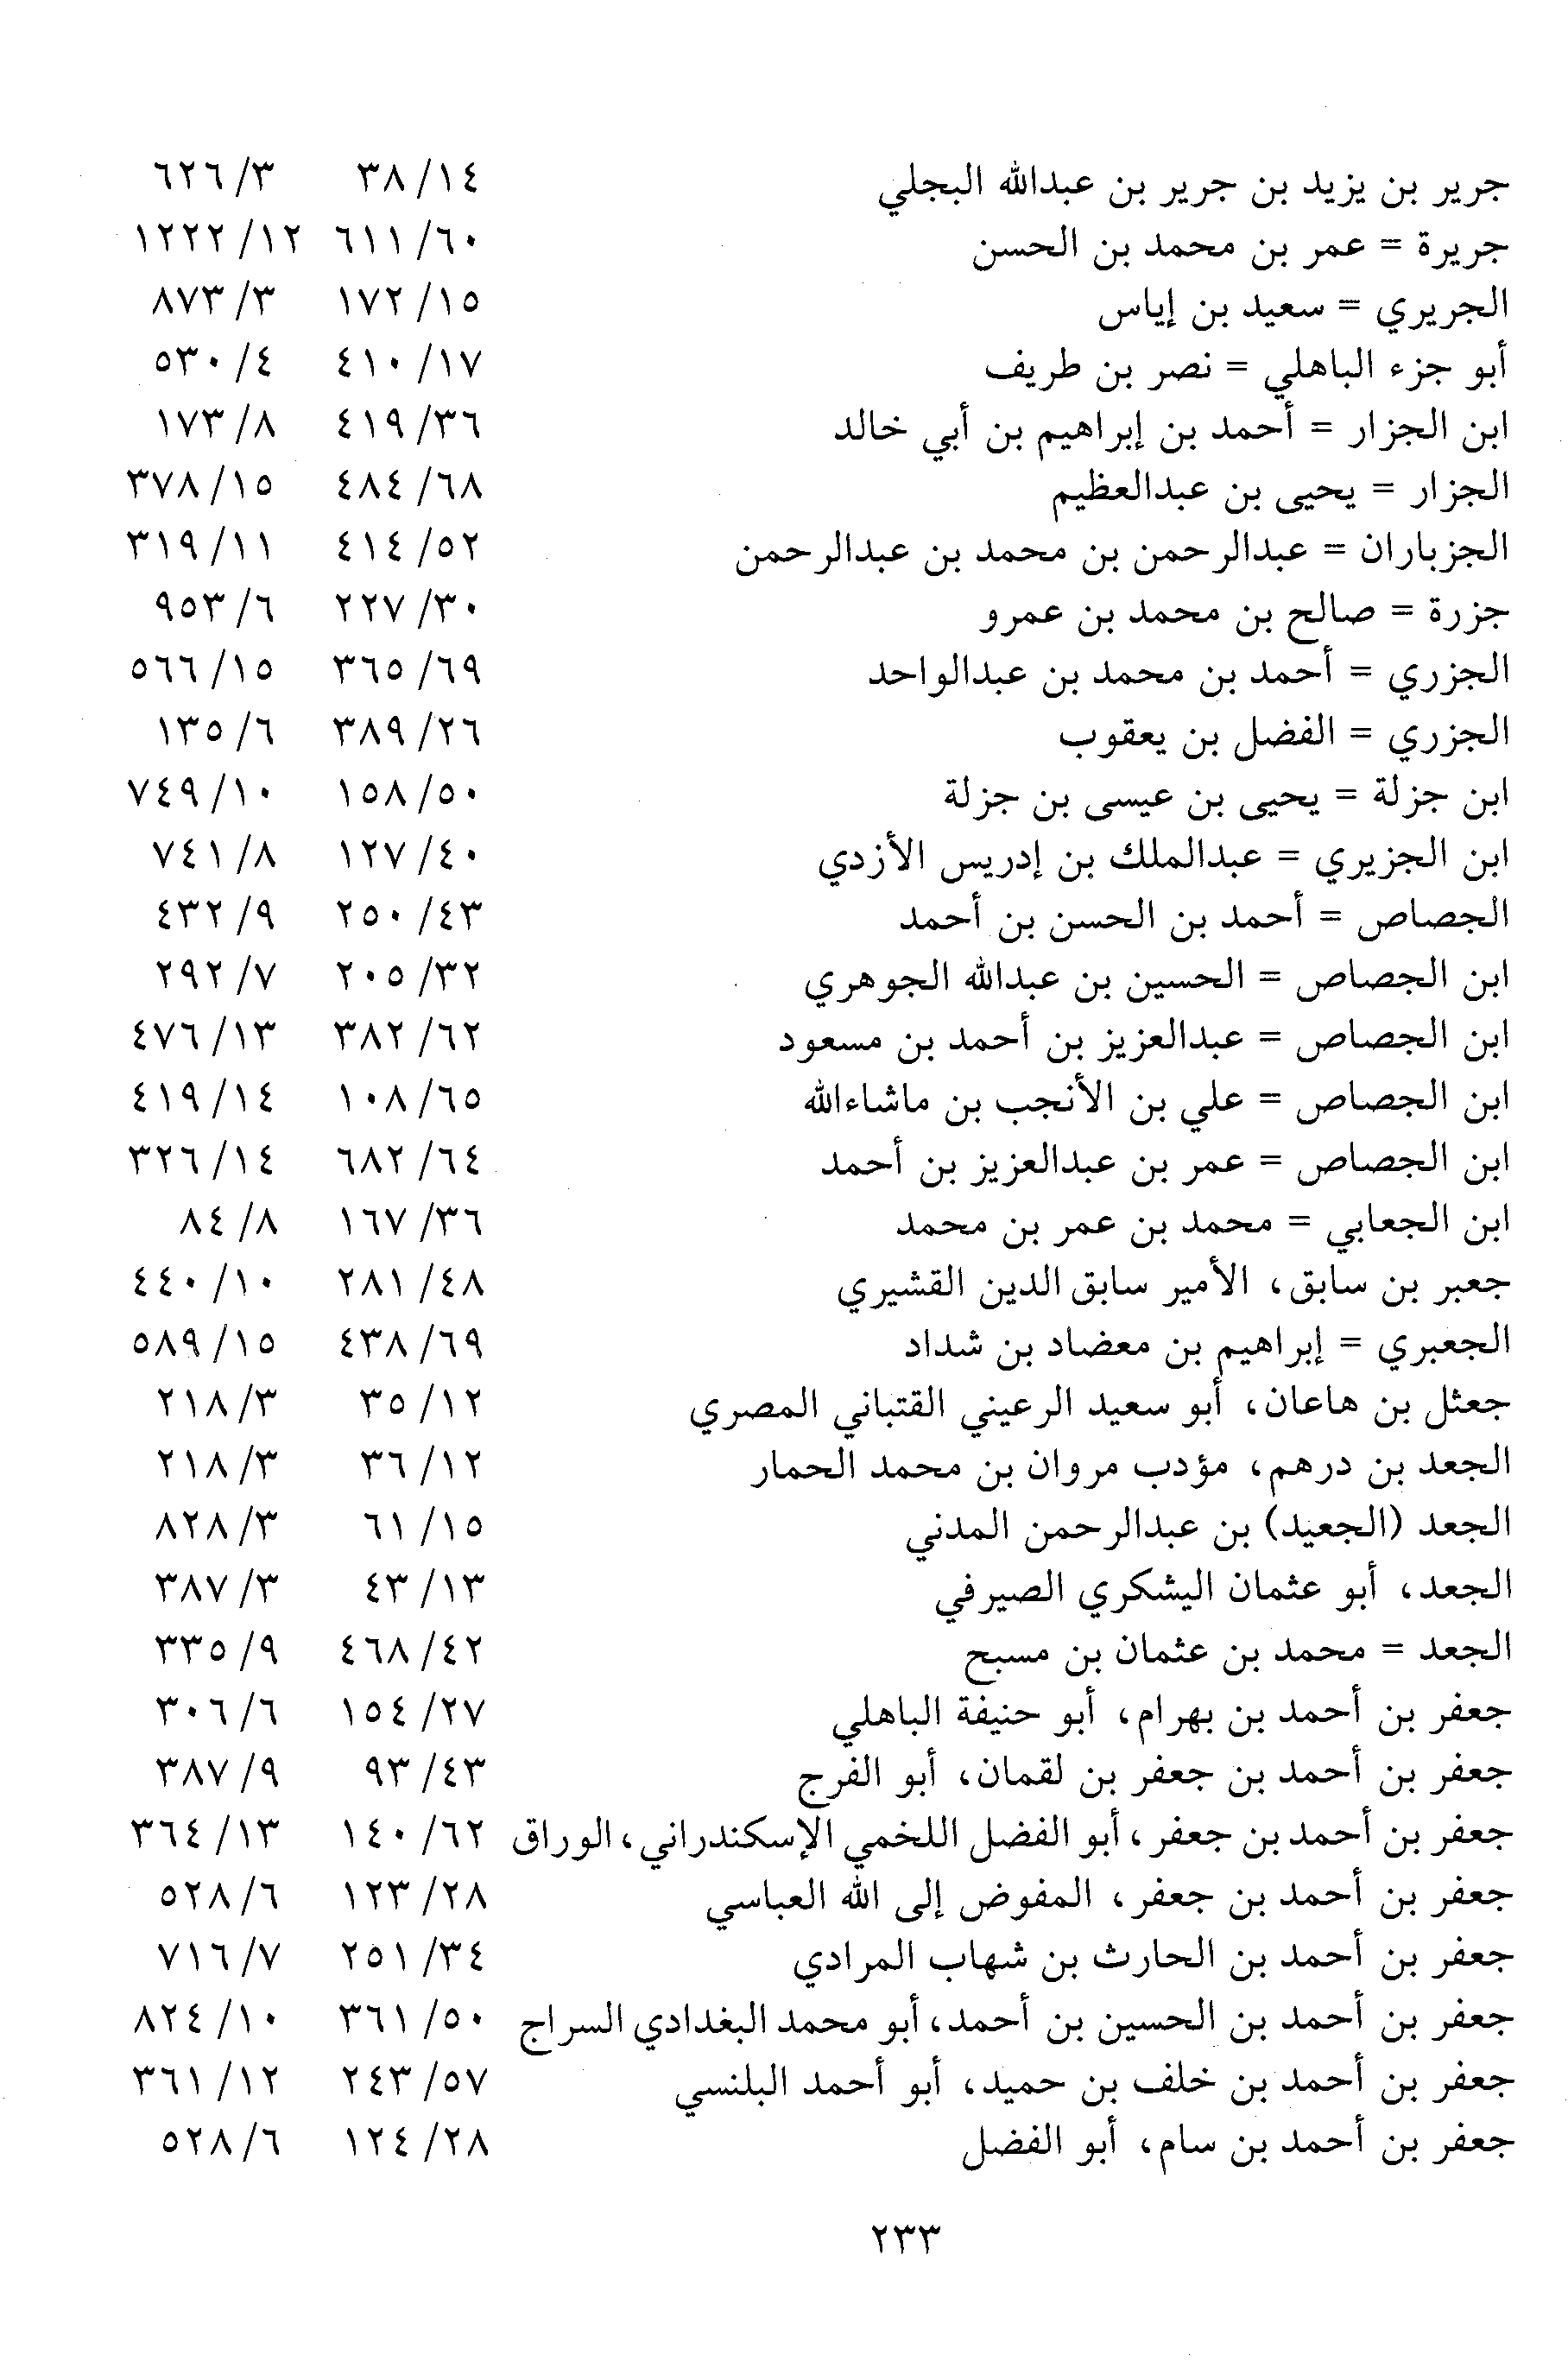 جرير بن يزيد بن جرير بن عبدالله البجلي ١٤/ ٣٨ ٣/ ٦٢٦
جريرة = عمر بن محمد بن الحسن ٦٠/ ٦١١ ١٢/ ١٢٢٢
الجريري = سعيد بن إياس ١٥/ ١٧٢ ٣/ ٨٧٣
أبو جزء الباهلي = نصر بن طريف ١٧/ ٤١٠ ٤/ ٥٣٠
ابن الجزار = أحمد بن إبراهيم بن أبي خالد ٣٦/ ٤١٩ ٨/ ١٧٣
الجزار = يحيى بن عبدالعظيم ٦٨/ ٤٨٤ ١٥/ ٣٧٨
الجزباران = عبدالرحمن بن محمد بن عبدالرحمن ٥٢/ ٤١٤ ١١/ ٣١٩
جزرة = صالح بن محمد بن عمرو ٣٠/ ٢٢٧ ٦/ ٩٥٣
الجزري = أحمد بن محمد بن عبدالواحد ٦٩/ ٣٦٥ ١٥/ ٥٦٦
الجزري = الفضل بن يعقوب ٢٦/ ٣٨٩ ٦/ ١٣٥
ابن جزلة = يحيى بن عيسى بن جزلة ٥٠/ ١٥٨ ١٠/ ٧٤٩
ابن الجزيري = عبدالملك بن إدريس الأزدي ٤٠/ ١٢٧ ٨/ ٧٤١
الجصاص = أحمد بن الحسن بن أحمد ٤٣/ ٢٥٠ ٩/ ٤٣٢
ابن الجصاص = الحسين بن عبدالله الجوهري ٣٢/ ٢٠٥ ٧/ ٢٩٢
ابن الجصاص = عبدالعزيز بن أحمد بن مسعود ٦٢/ ٣٨٢ ١٣/ ٤٧٦
ابن الجصاص = علي بن الأنجب بن ماشاءالله ٦٥/ ١٠٨ ١٤/ ٤١٩
ابن الجصاص = عمر بن عبدالعزيز بن أحمد ٦٤/ ٦٨٢ ١٤/ ٣٢٦
ابن الجعابي = محمد بن عمر بن محمد ٣٦/ ١٦٧ ٨/ ٨٤
جعبر بن سابق، الأمير سابق الدين القشيري ٤٨/ ٢٨١ ١٠/ ٤٤٠
الجعبري = إبراهيم بن معضاد بن شداد ٦٩/ ٤٣٨ ١٥/ ٥٨٩
جعثل بن هاعان، أبو سعيد الرعيني القتباني المصري ١٢/ ٣٥ ٣/ ٢١٨
الجعد بن درهم، مؤدب مروان بن محمد الحمار ١٢/ ٣٦ ٣/ ٢١٨
الجعد (الجعيد) بن عبدالرحمن المدني ١٥/ ٦١ ٣/ ٨٢٨
الجعد، أبو عثمان اليشكري الصيرفي ١٣/ ٤٣ ٣/ ٣٨٧
الجعد = محمد بن عثمان بن مسبح ٤٢/ ٤٦٨ ٩/ ٣٣٥
جعفر بن أحمد بن بهرام، أبو حنيفة الباهلي ٢٧/ ١٥٤ ٦/ ٣٠٦
جعفر بن أحمد بن جعفر بن لقمان، أبو الفرج ٤٣/ ٩٣ ٩/ ٣٨٧
جعفر بن أحمد بن جعفر، أبو الفضل اللخمي الإسكندراني، الوراق ٦٢/ ١٤٠ ١٣/ ٣٦٤
جعفر بن أحمد بن جعفر، المفوض إلى الله العباسي ٢٨/ ١٢٣ ٦/ ٥٢٨
جعفر بن أحمد بن الحارث بن شهاب المرادي ٣٤/ ٢٥١ ٧/ ٧١٦
جعفر بن أحمد بن الحسين بن أحمد، أبو محمد البغدادي السراج ٥٠/ ٣٦١ ١٠/ ٨٢٤
جعفر بن أحمد بن خلف بن حميد، أبو أحمد البلنسي ٥٧/ ٢٤٣ ١٢/ ٣٦١
جعفر بن أحمد بن سام، أبو الفضل ٢٨/ ١٢٤ ٦/ ٥٢٨
٢٣٣